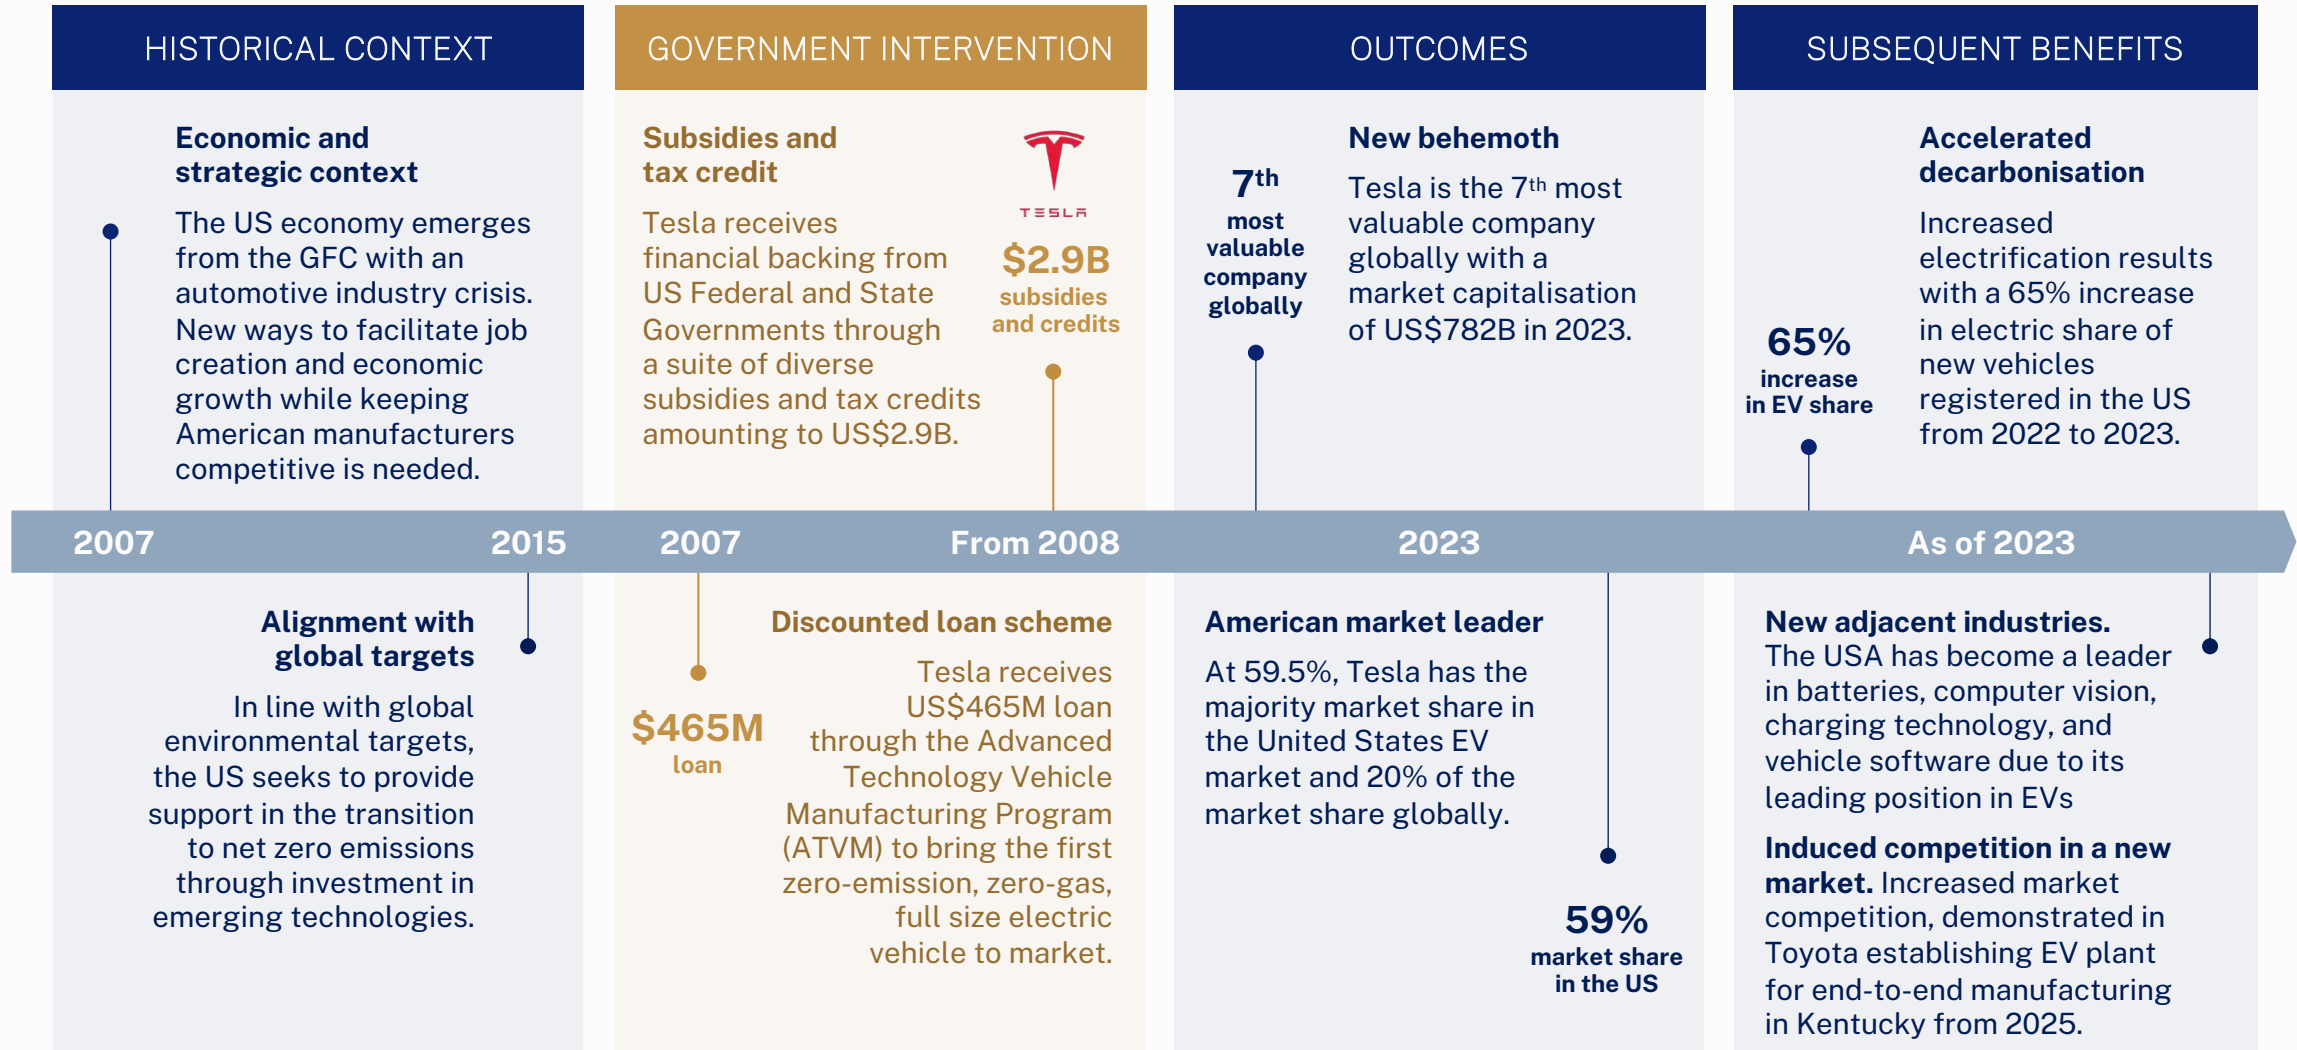 HISTORICAL CONTEXT
Economic and
strategic context
The US economy emerges
from the GFC with an
automotive industry crisis.
New ways to facilitate job
creation and economic
growth while keeping
American manufacturers
competitive is needed.
2007
2015
Alignment with
global targets
In line with global
environmental targets,
the US seeks to provide
support in the transition
to net zero emissions
through investment in
emerging technologies.
GOVERNMENT INTERVENTION
Subsidies and
tax credit
Tesla receives
financial backing from
US Federal and State
Governments through
a suite of diverse
subsidies and tax credits
amounting to US$2.9B.
TESLA
$2.9B
subsidies
and credits
2007
From 2008
$465M
loan
Discounted loan scheme
Tesla receives
US$465M loan
through the Advanced
Technology Vehicle
Manufacturing Program
(ATVM) to bring the first
zero-emission, zero-gas,
full size electric
vehicle to market.
OUTCOMES
7th
most
valuable
company
globally
New behemoth
Tesla is the 7th most
valuable company
globally with a
market capitalisation
of US$782B in 2023.
2023
American market leader
At 59.5%, Tesla has the
majority market share in
the United States EV
market and 20% of the
market share globally.
59%
market share
in the US
SUBSEQUENT BENEFITS
65%
increase
in EV share
Accelerated
decarbonisation
Increased
electrification results
with a 65% increase
in electric share of
new vehicles
registered in the US
from 2022 to 2023.
As of 2023
New adjacent industries.
The USA has become a leader
in batteries, computer vision,
charging technology, and
vehicle software due to its
leading position in EVs
Induced competition in a new
market. Increased market
competition, demonstrated in
Toyota establishing EV plant
for end-to-end manufacturing
in Kentucky from 2025.